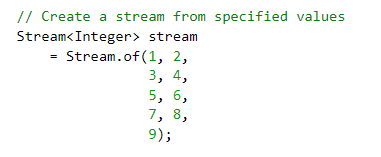 // Create a stream from specified values
Stream<Integer> stream
= Stream.of(1, 2,
3, 4,
5, 6,
7, 8,
9);